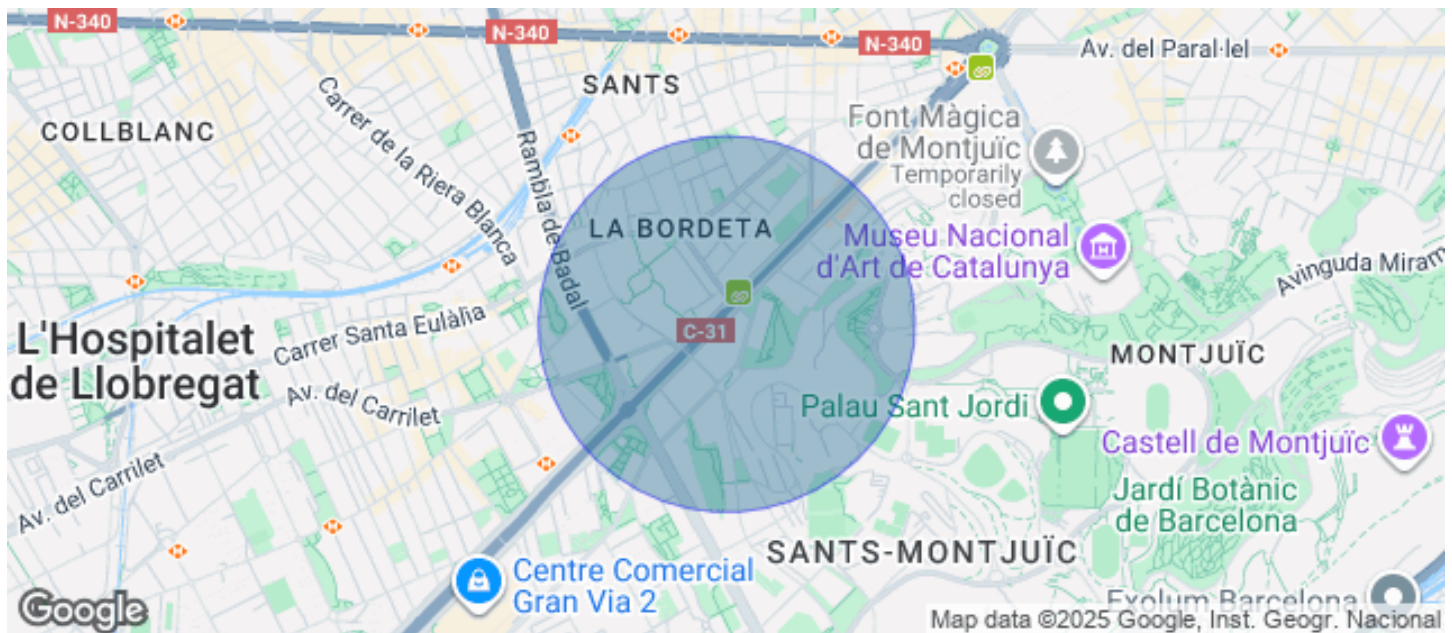 N-340
N-340
N-340
Av. del Paral·lel
SANTS
COLLBLANC
Carrer de la Riera Blanca
Rambla de Badal
Font Màgica
de Montjuïc
Temporarily
closed
LA BORDETA
Museu Nacional
d'Art de Catalunya
Avinguda Miram
L'Hospitalet
de Llobregat
Carrer Santa Eulàlia
C-31
MONTJUÏC
Av. del Carrilet
Palau Sant Jordi
Castell de Montjuïc
Av. del Carrilet
Jardí Botànic
de Barcelona
SANTS-MONTJUÏC
Centre Comercial
Gran Via 2
Exolum Barcelona
Google
Map data ©2025 Google, Inst. Geogr. Nacional